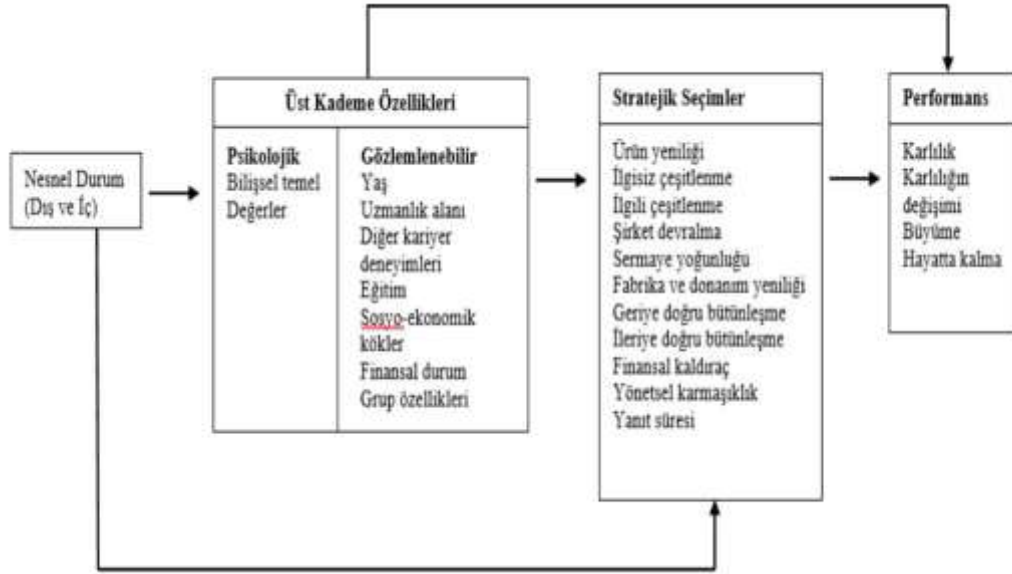 Nesnel Durum
(Dış ve İç)
Üst Kademe Özellikleri
Psikolojik
Bilişsel temel
Değerler
Gözlemlenebilir
Yaş
Uzmanlık alanı
Diğer kariyer
deneyimleri
Eğitim
Sosyo-ekonomik
kökler
Finansal durum
Grup özellikleri
Stratejik Seçimler
Ürün yeniliği
İlgisiz çeşitlenme
İlgili çeşitlenme
Şirket devralma
Sermaye yoğunluğu
Fabrika ve donanım yeniliği
Geriye doğru bütünleşme
İleriye doğru bütünleşme
Finansal kaldıraç
Yönetsel karmaşıklık
Yanıt süresi
Performans
Karlılık
Karlılığın
değişimi
Büyüme
Hayatta kalma